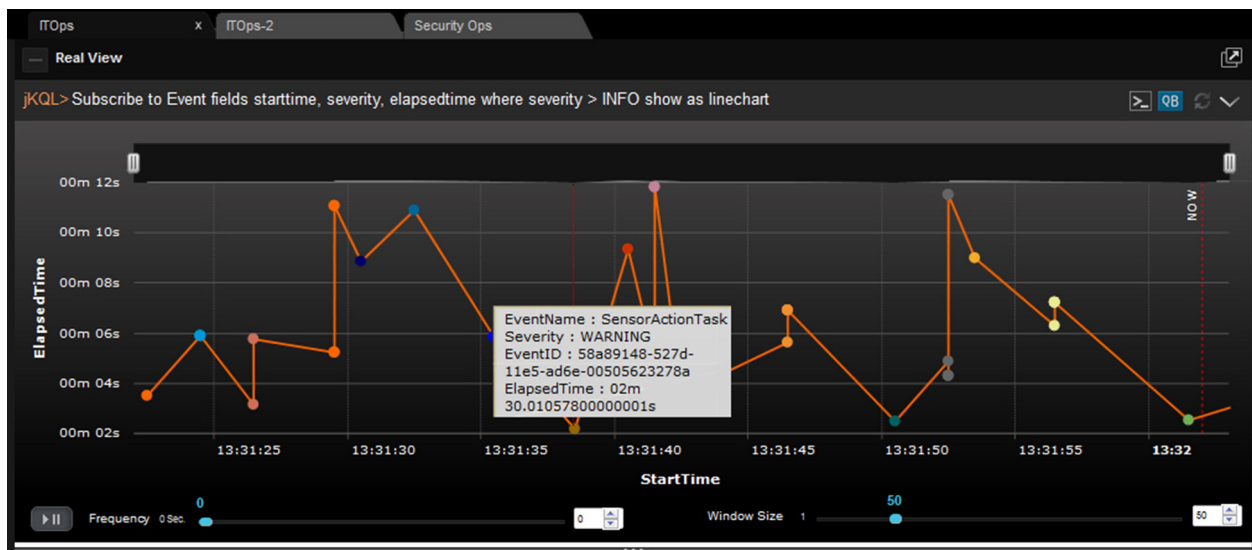 ITOps x ITOps-2 Security Ops
Real View
jKQL> Subscribe to Event fields starttime, severity, elapsedtime where severity > INFO show as linechart
>_ QB
00m 12s
00m 10s
00m 08s
00m 06s
00m 04s
00m 02s
ElapsedTime
NOW
EventName : SensorActionTask
Severity : WARNING
EventID : 58a89148-527d-
11e5-ad6e-00505623278a
ElapsedTime : 02m
30.01057800000001s
13:31:25 13:31:30 13:31:35 13:31:40 13:31:45 13:31:50 13:31:55 13:32
StartTime
0 50
Frequency 0 Sec. 0 Window Size 1 50